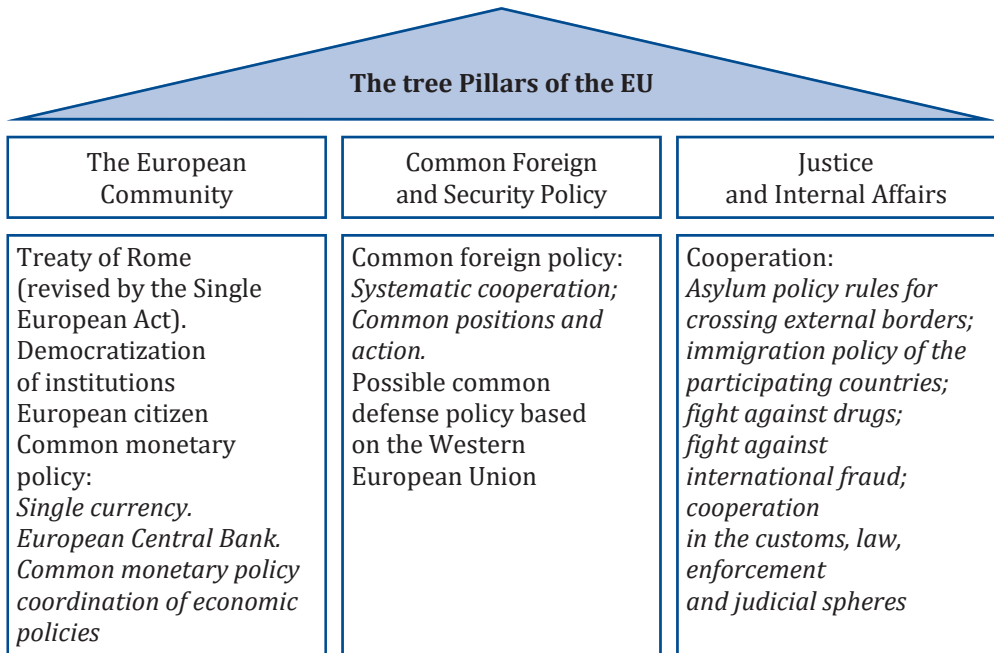 The tree Pillars of the EU
The European
Community
Common Foreign
and Security Policy
Justice
and Internal Affairs
Treaty of Rome
(revised by the Single
European Act).
Democratization
of institutions
European citizen
Common monetary
policy:
Single currency.
European Central Bank.
Common monetary policy
coordination of economic
policies
Common foreign policy:
Systematic cooperation;
Common positions and
action.
Possible common
defense policy based
on the Western
European Union
Cooperation:
Asylum policy rules for
crossing external borders;
immigration policy of the
participating countries;
fight against drugs;
fight against
international fraud;
cooperation
in the customs, law,
enforcement
and judicial spheres